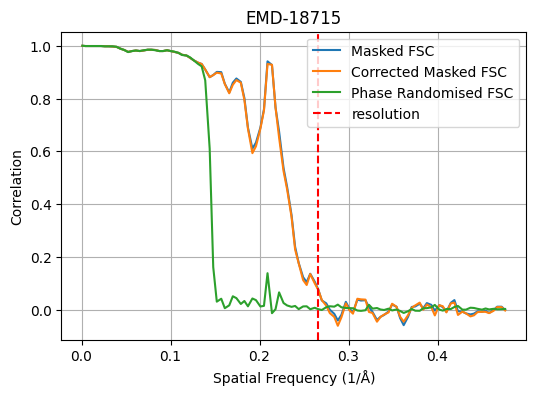 EMD-18715
Masked FSC
Corrected Masked FSC
Phase Randomised FSC
resolution
1.0
0.8
0.6
0.4
0.2
0.0
Correlation
0.0 0.1 0.2 0.3 0.4
Spatial Frequency (1/Å)